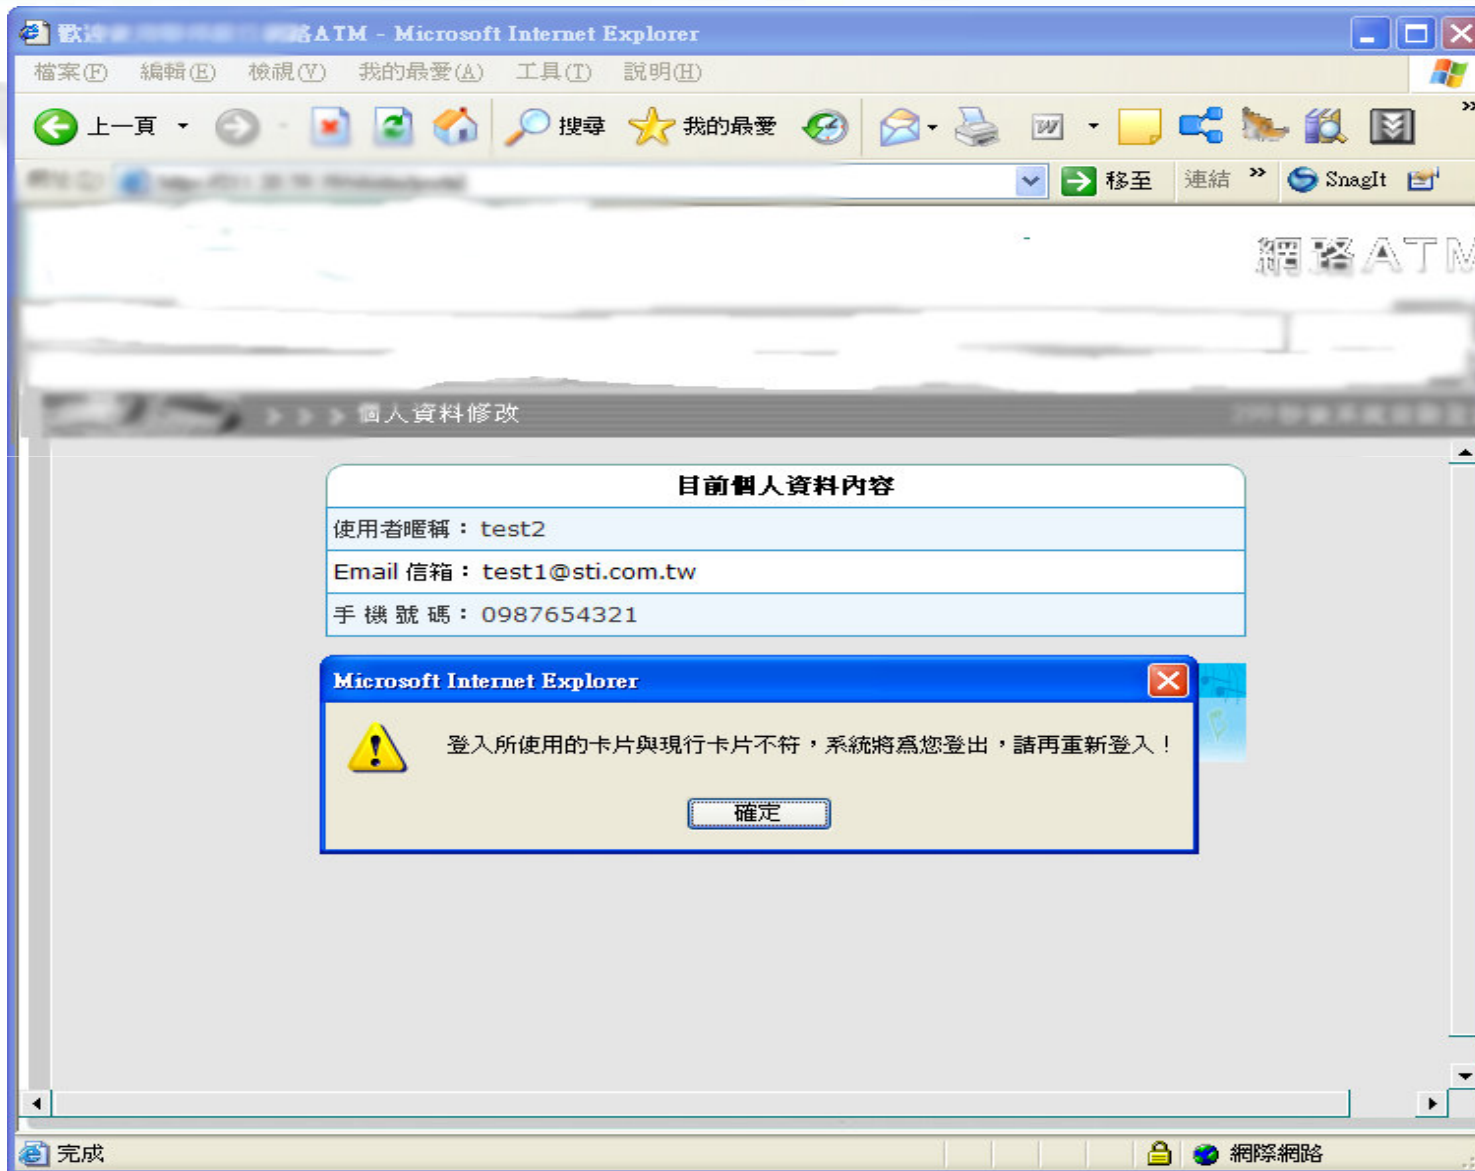 ATM - Microsoft Internet Explorer
檔案(F) 編輯(E) 檢視(V) 我的最愛(A) 工具(T) 說明(H)
上一頁 搜尋 我的最愛
移至 連結 » SnagIt
網路ATM
> > > 個人資料修改
目前個人資料內容
使用者暱稱：test2
Email 信箱：test1@sti.com.tw
手機號碼：0987654321
Microsoft Internet Explorer
登入所使用的卡片與現行卡片不符，系統將為您登出，請再重新登入！
確定
完成 網際網路